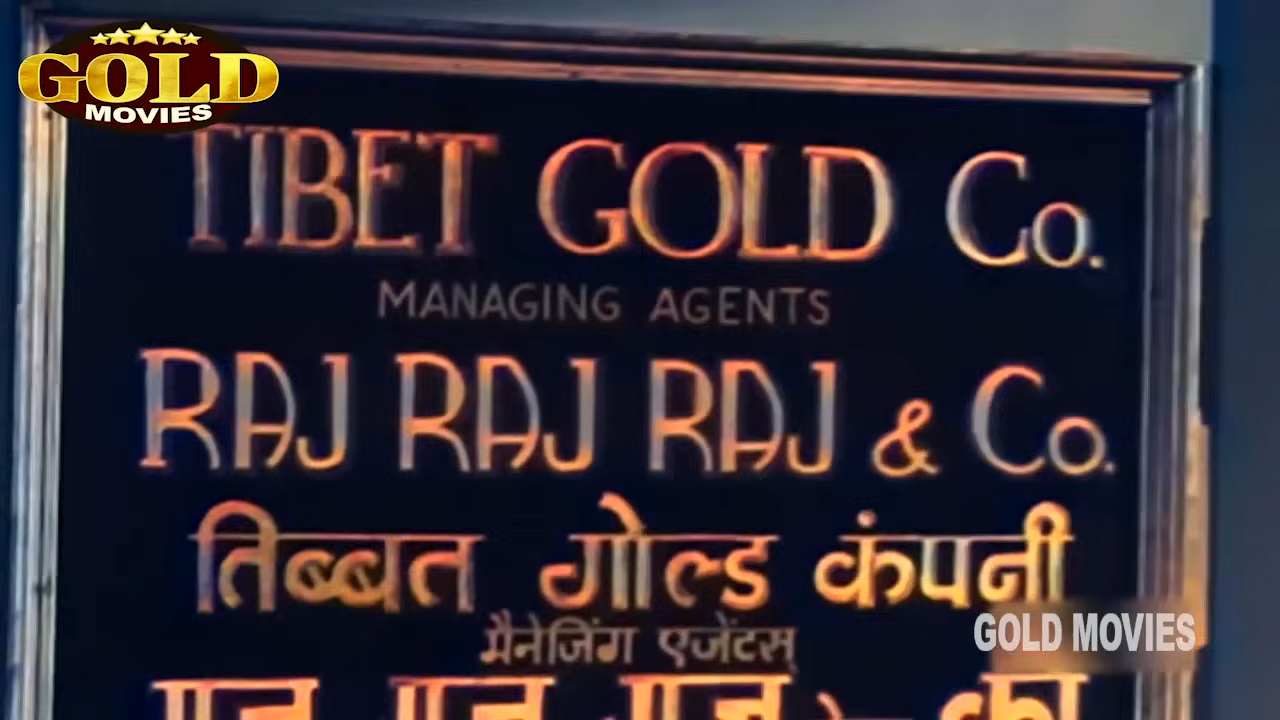 GOLD
MOVIES
TIBET GOLD Co.
MANAGING AGENTS
RAJ RAJ RAJ & Co.
तिब्बत गोल्ड कंपनी
मैनेजिंग एजेंटस्
GOLD MOVIES